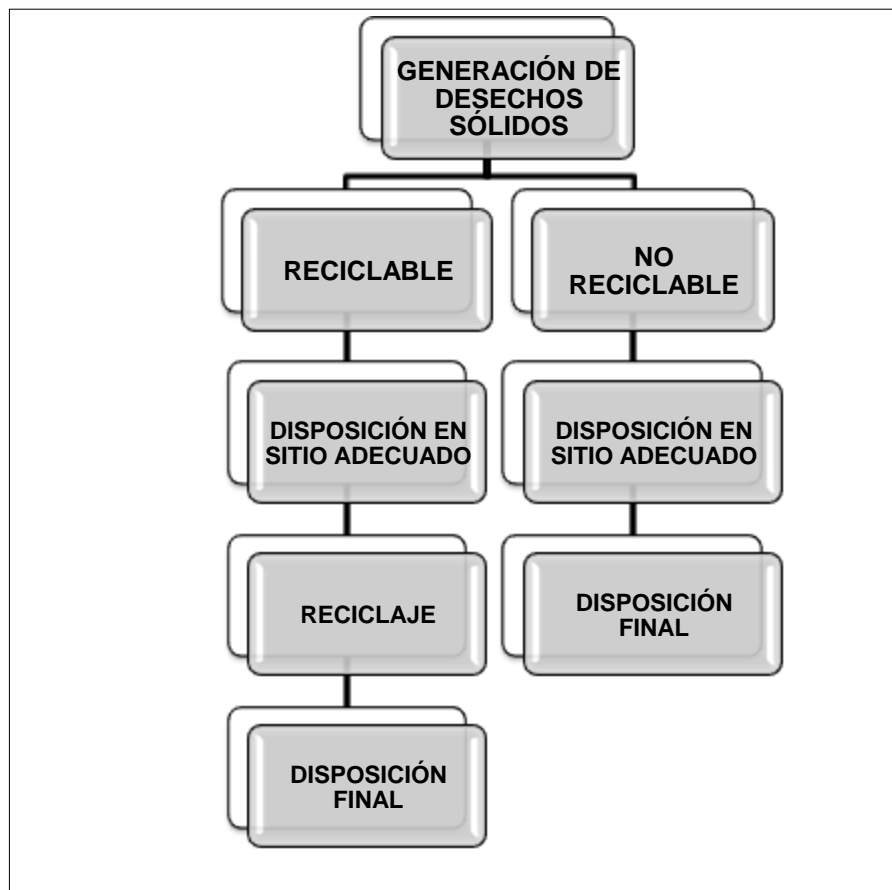 GENERACIÓN DE
DESECHOS
SÓLIDOS
RECICLABLE
NO
RECICLABLE
DISPOSICIÓN EN
SITIO ADECUADO
DISPOSICIÓN EN
SITIO ADECUADO
RECICLAJE
DISPOSICIÓN
FINAL
DISPOSICIÓN
FINAL